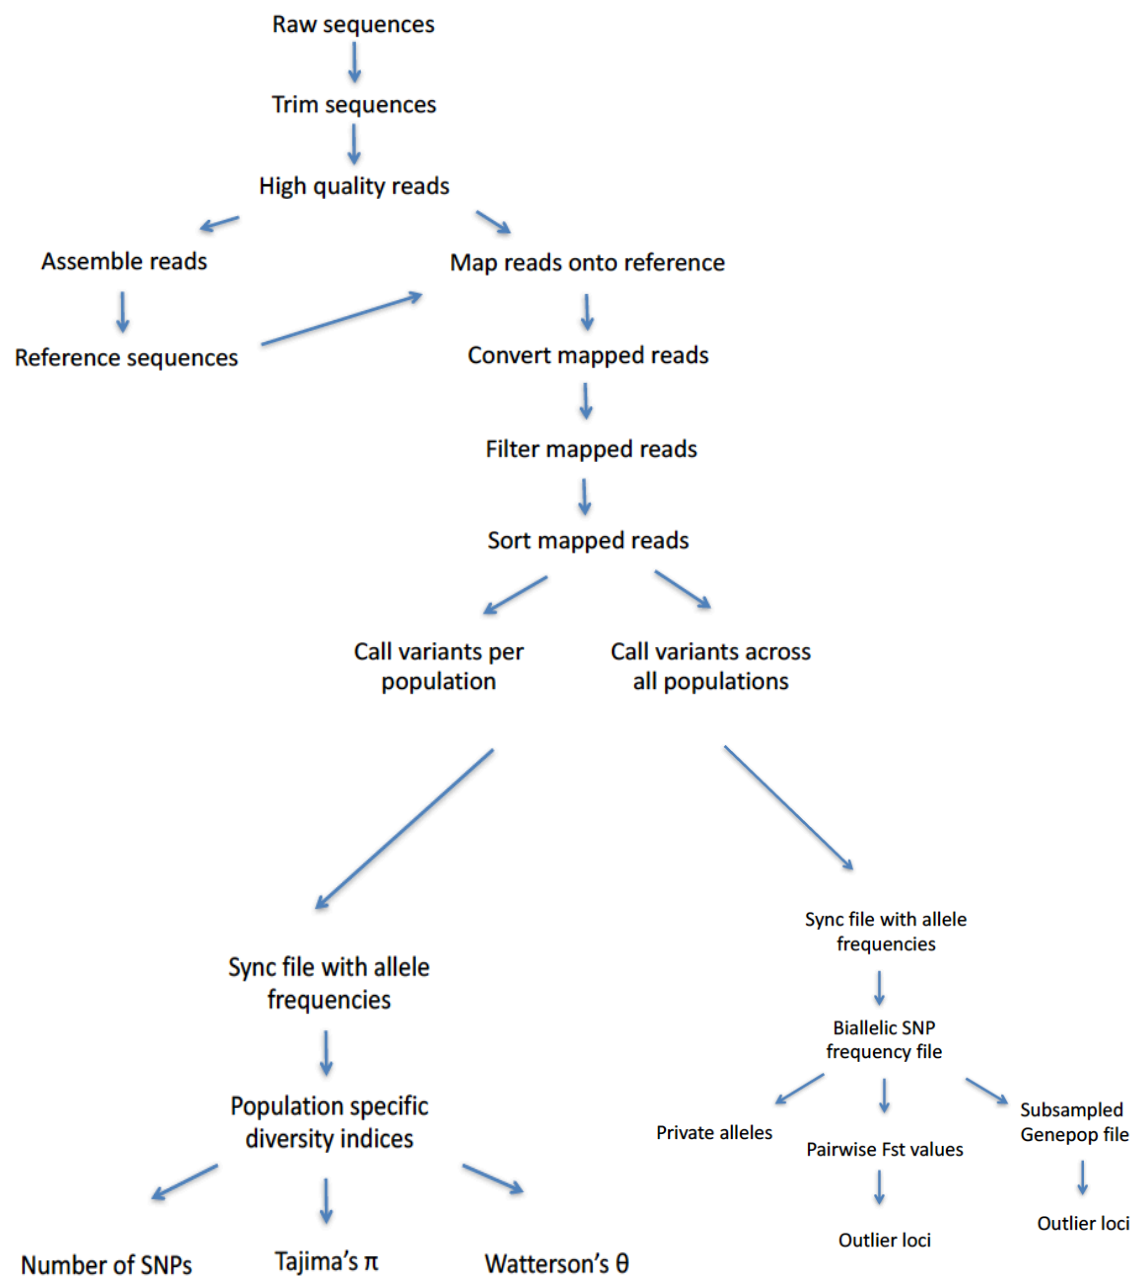 Raw sequences
Trim sequences
High quality reads
Assemble reads
Map reads onto reference
Reference sequences
Convert mapped reads
Filter mapped reads
Sort mapped reads
Call variants per
population
Call variants across
all populations
Sync file with allele
frequencies
Population specific
diversity indices
Number of SNPs
Tajima's π
Watterson's θ
Sync file with allele
frequencies
Biallelic SNP
frequency file
Private alleles
Pairwise Fst values
Outlier loci
Subsampled
Genepop file
Outlier loci